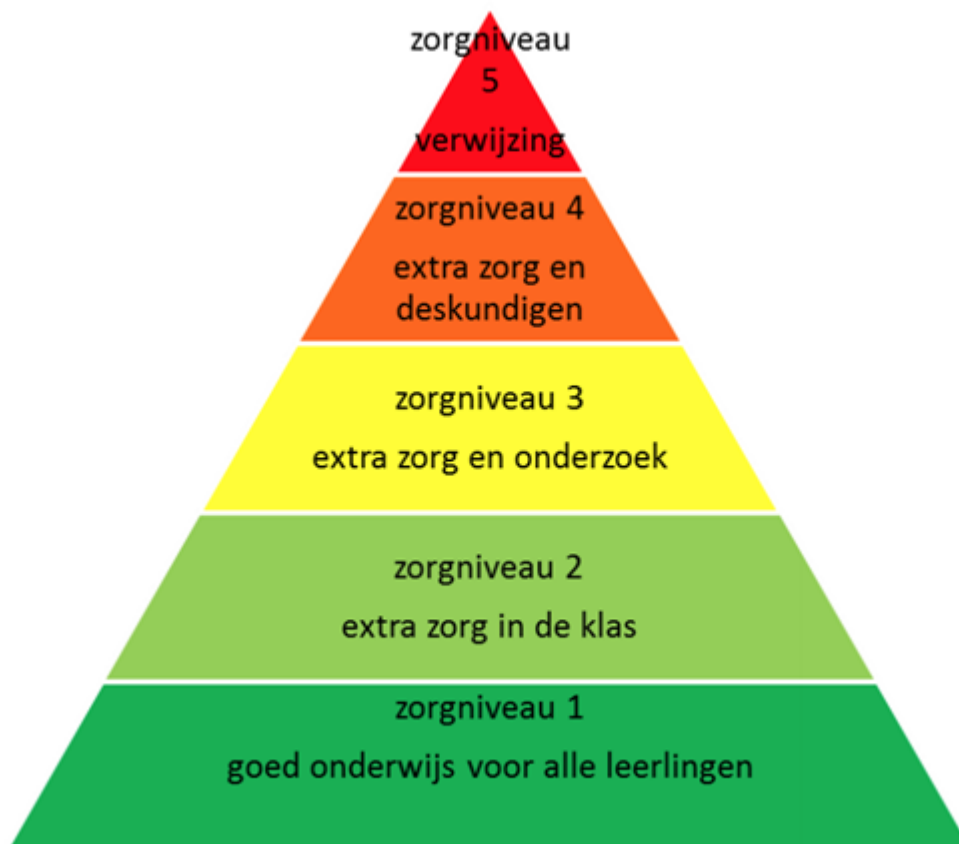 zorgniveau
5
verwijzing
zorgniveau 4
extra zorg en
deskundigen
zorgniveau 3
extra zorg en onderzoek
zorgniveau 2
extra zorg in de klas
zorgniveau 1
goed onderwijs voor alle leerlingen